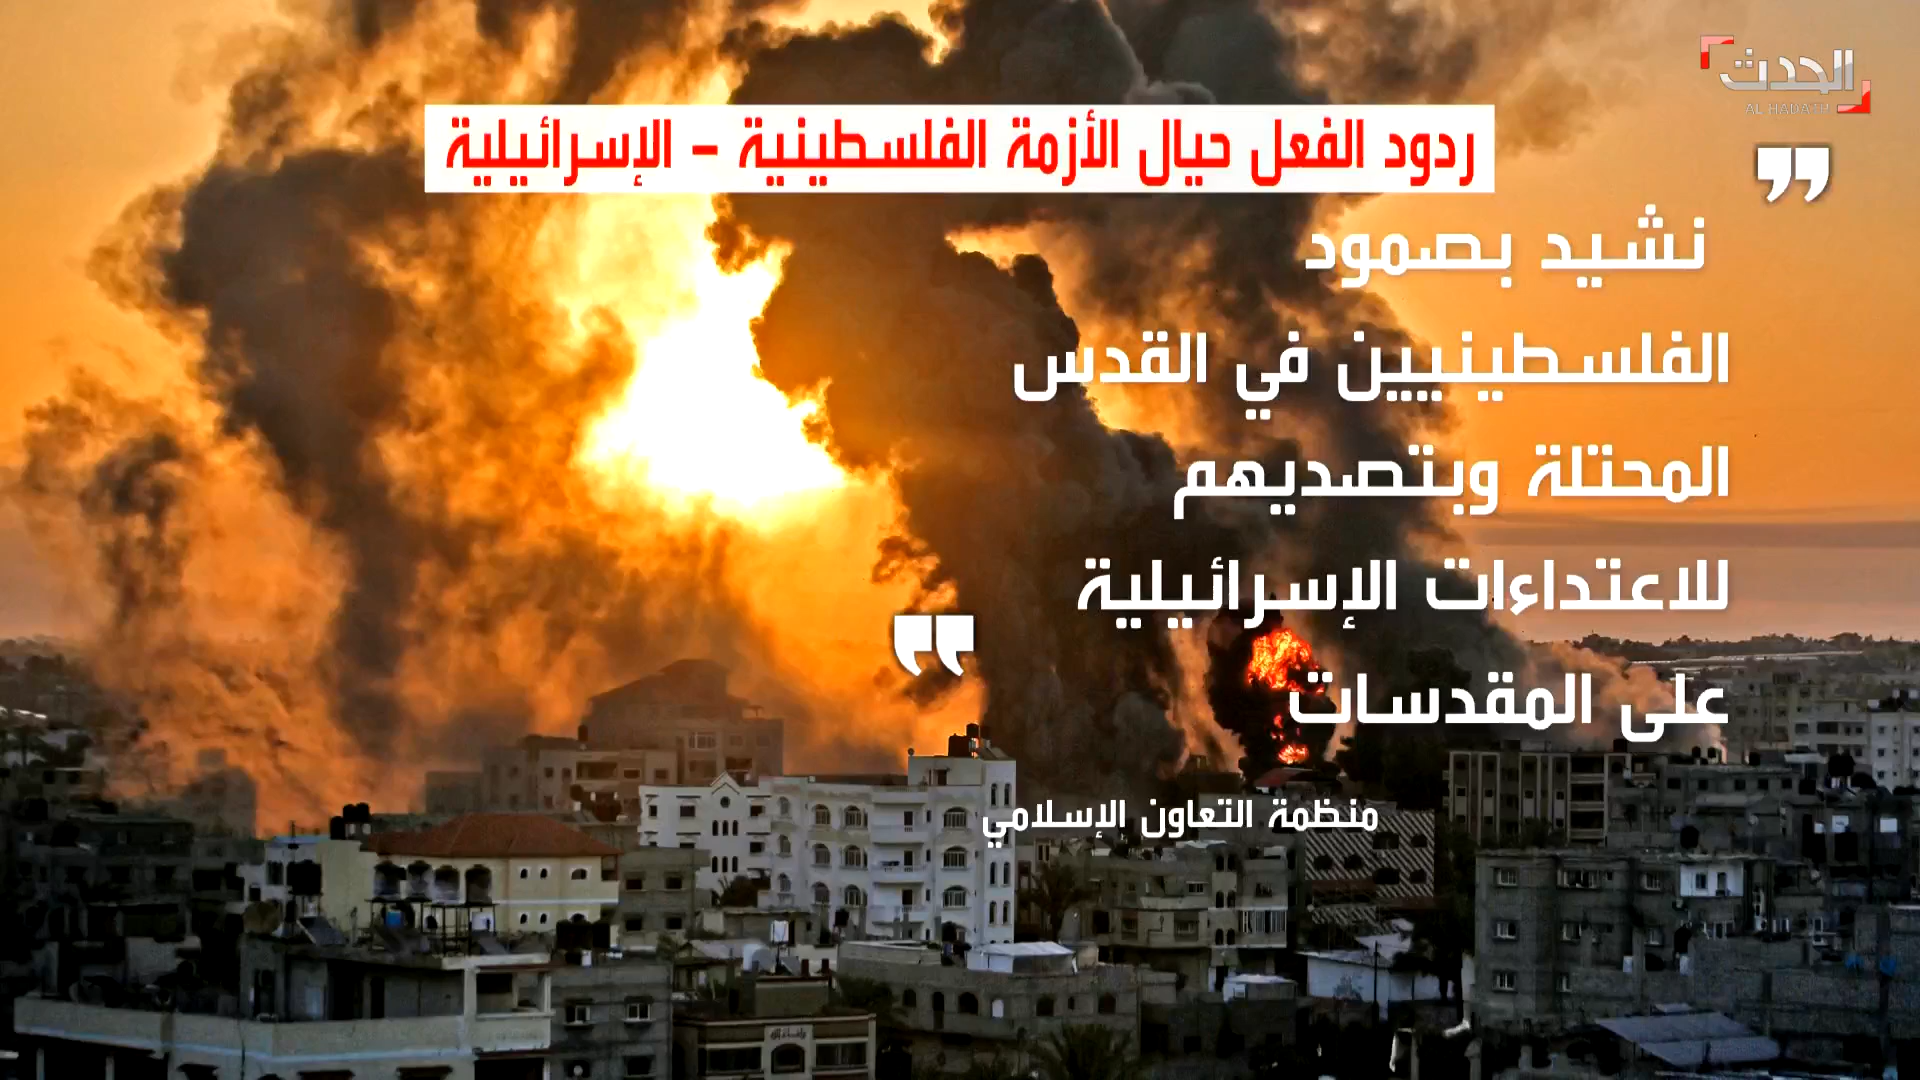 الحدث
AL HADATH
ردود الفعل حيال الأزمة الفلسطينية - الإسرائيلية
”
نشيد بصمود
الفلسطينيين في القدس
المحتلة وبتصديهم
للاعتداءات الإسرائيلية
على المقدسات
”
منظمة التعاون الإسلامي